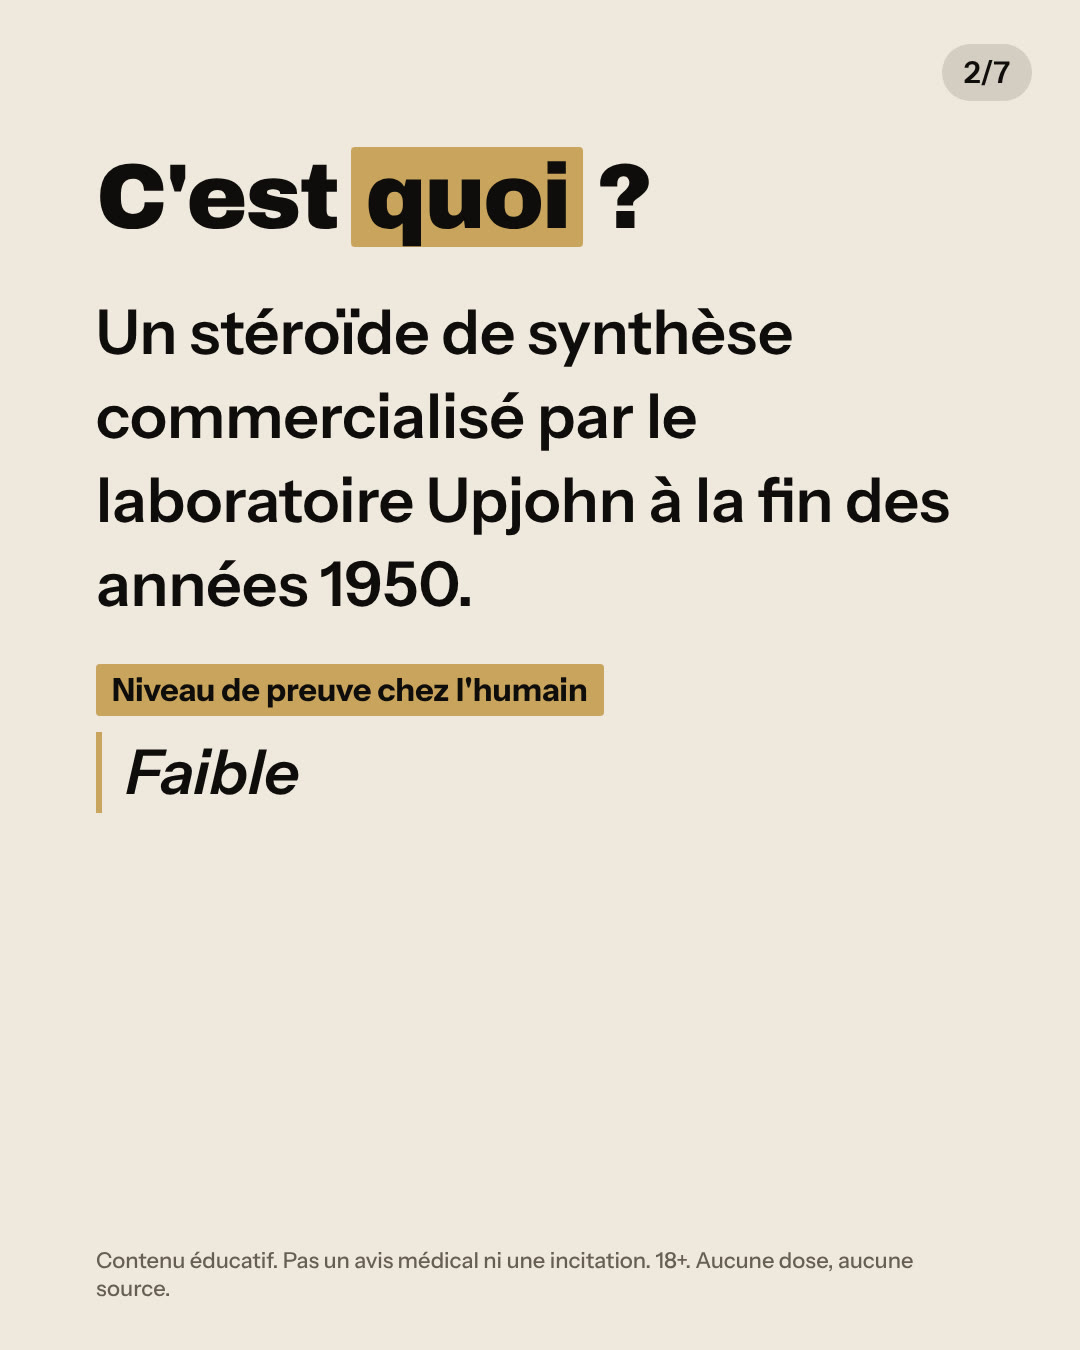 2/7
C'est quoi ?
Un stéroïde de synthèse
commercialisé par le
laboratoire Upjohn à la fin des
années 1950.
Niveau de preuve chez l'humain
Faible
Contenu éducatif. Pas un avis médical ni une incitation. 18+. Aucune dose, aucune
source.